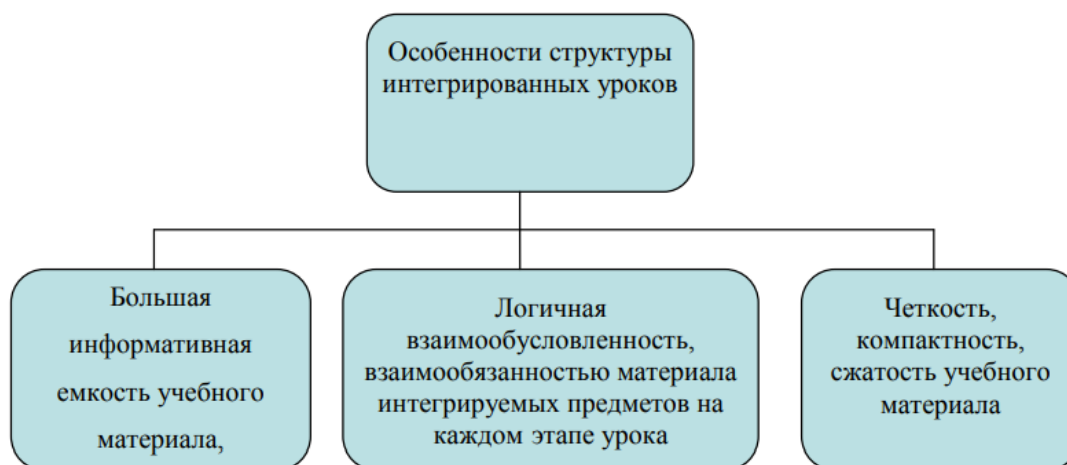 Особенности структуры
интегрированных уроков
Большая
информативная
емкость учебного
материала,
Логичная
взаимообусловленность,
взаимообязанностью материала
интегрируемых предметов на
каждом этапе урока
Четкость,
компактность,
сжатость учебного
материала